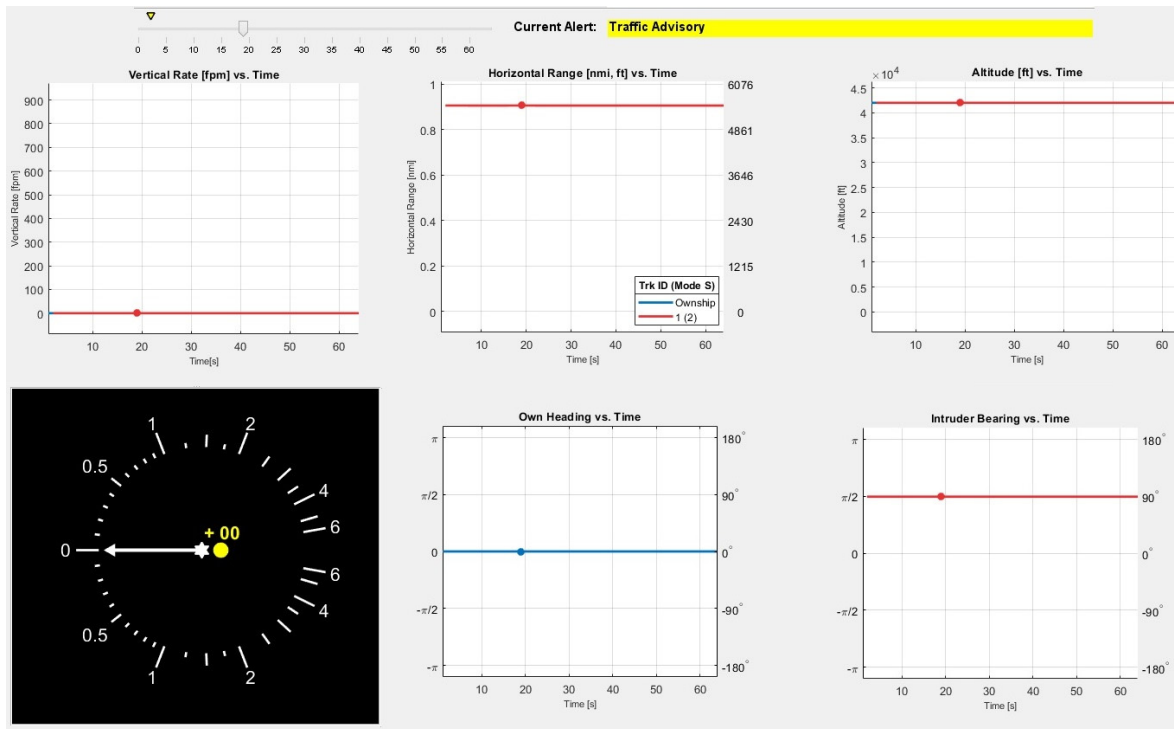 Current Alert: Traffic Advisory
0 5 10 15 20 25 30 35 40 45 50 55 60
Vertical Rate [fpm] vs. Time
900
800
700
600
500
400
300
200
100
0
Vertical Rate [fpm]
10 20 30 40 50 60
Time[s]
Horizontal Range [nmi, ft] vs. Time
1 6076
0.8 4861
0.6 3646
0.4 2430
0.2 1215
0 0
Horizontal Range [nmi]
Trk ID (Mode S)
Ownship
1 (2)
10 20 30 40 50 60
Time [s]
Altitude [ft] vs. Time
× 10⁴
4.5
4
3.5
3
2.5
2
1.5
1
0.5
0
Altitude [ft]
10 20 30 40 50 60
Time [s]
1 2
0.5 4
6
+ 00
0
6
0.5 4
1 2
Own Heading vs. Time
π 180°
π/2 90°
0 0°
-π/2 -90°
-π -180°
10 20 30 40 50 60
Time [s]
Intruder Bearing vs. Time
π 180°
π/2 90°
0 0°
-π/2 -90°
-π -180°
10 20 30 40 50 60
Time [s]